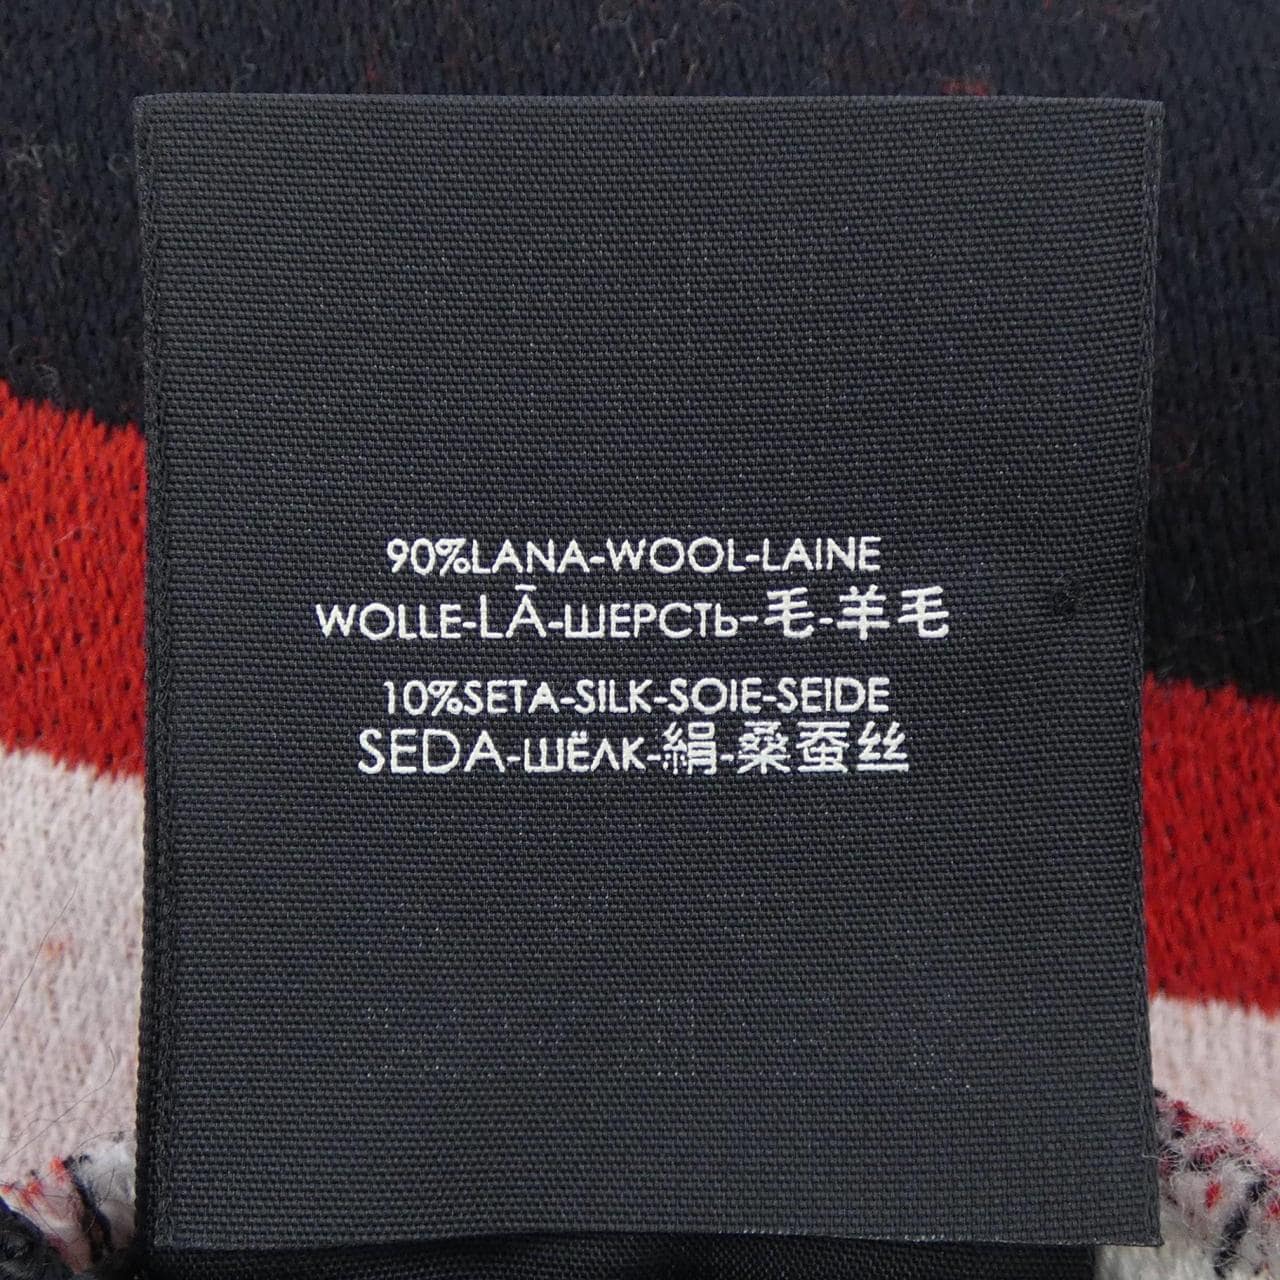 90%LANA-WOOL-LAINE
WOLLE-LĀ-ШЕРСТЬ-毛-羊毛
10%SETA-SILK-SOIE-SEIDE
SEDA-ШЁЛК-絹-桑蚕丝